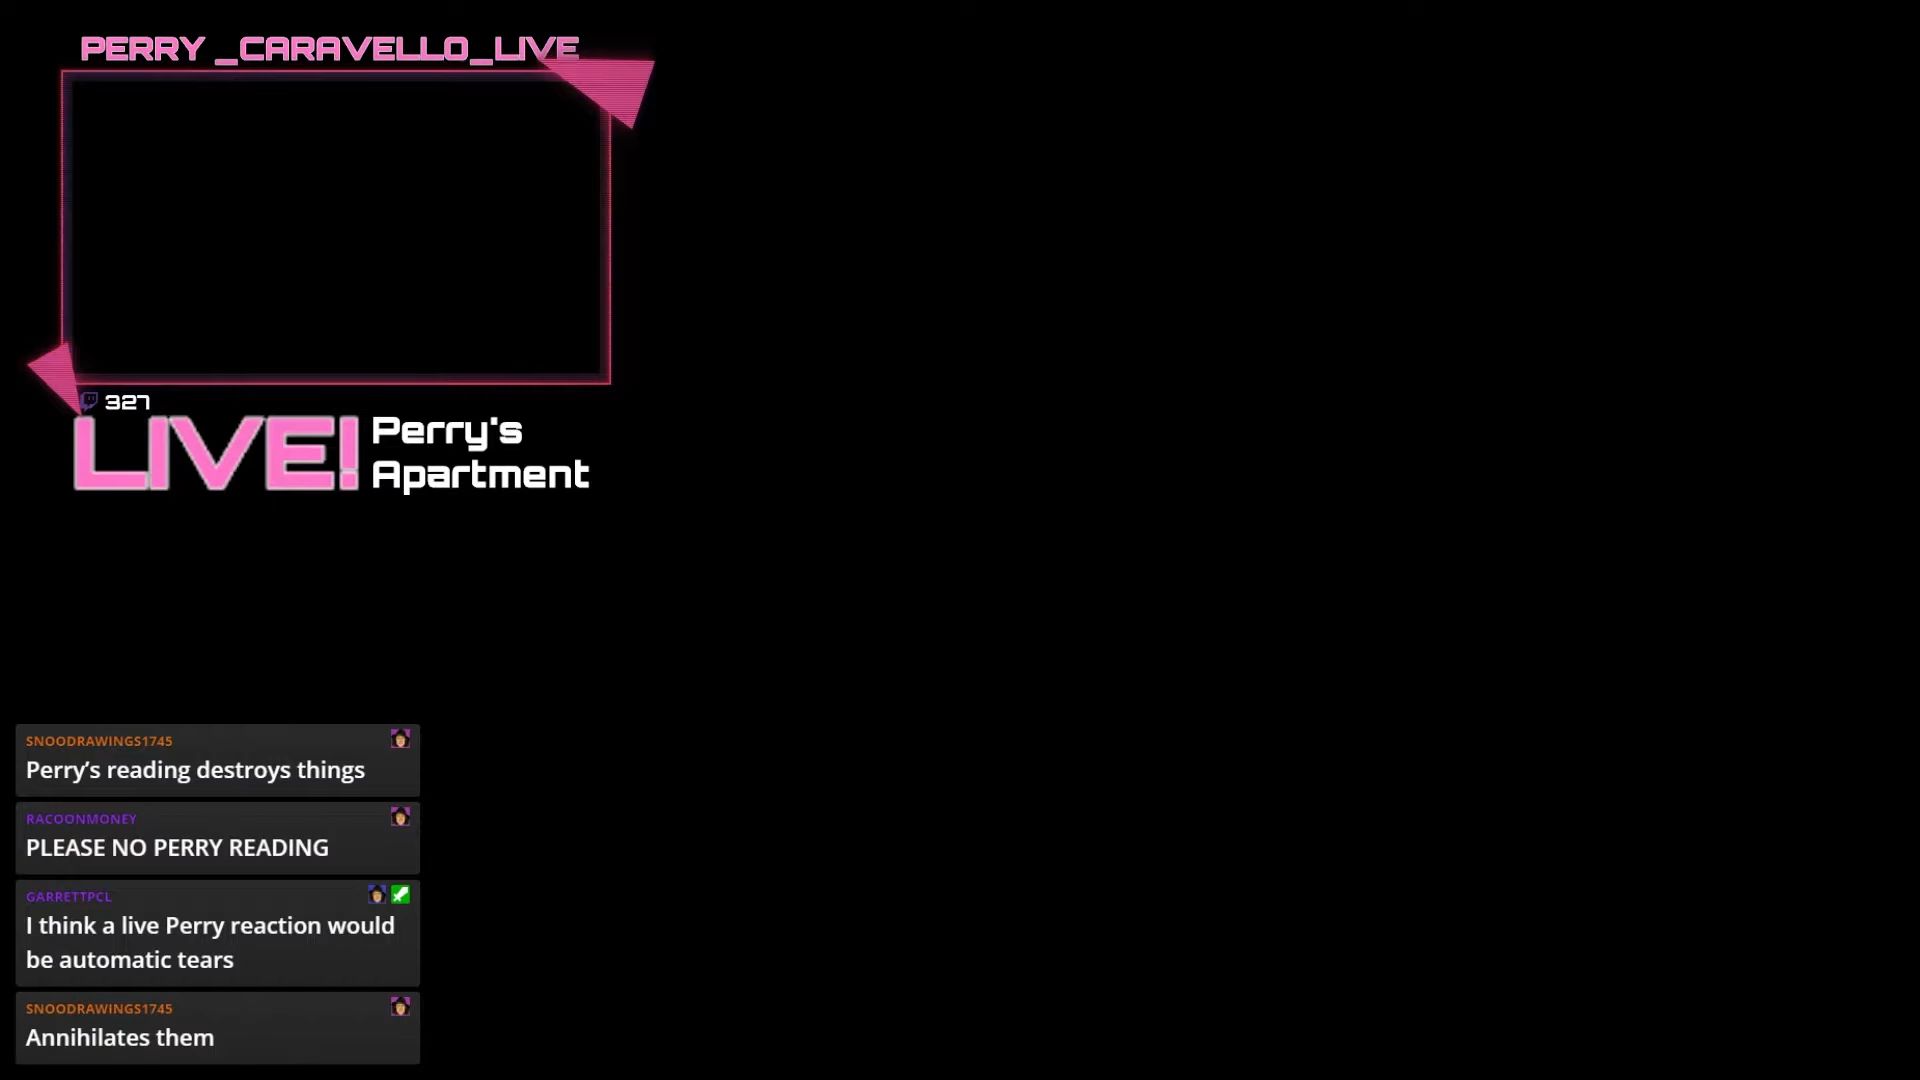 PERRY _CARAVELLO_LIVE
327
LIVE!
Perry's
Apartment
SNOODRAWINGS1745
Perry’s reading destroys things
RACOONMONEY
PLEASE NO PERRY READING
GARRETTPCL
I think a live Perry reaction would
be automatic tears
SNOODRAWINGS1745
Annihilates them